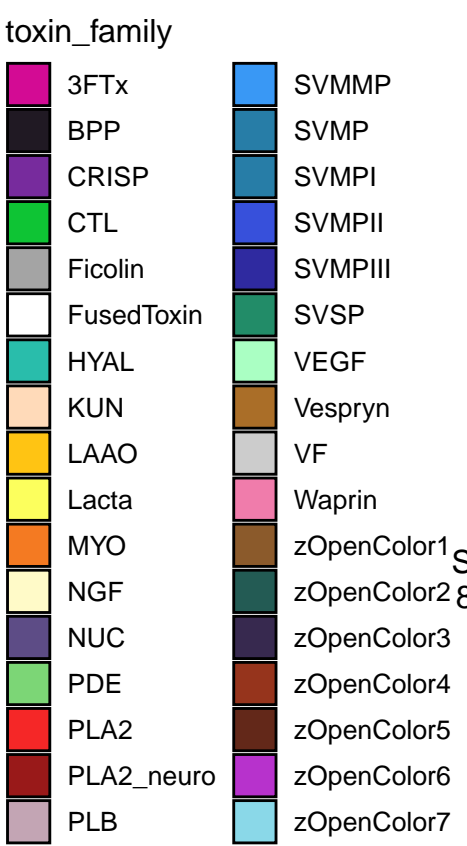 toxin_family
3FTx
BPP
CRISP
CTL
Ficolin
FusedToxin
HYAL
KUN
LAAO
Lacta
MYO
NGF
NUC
PDE
PLA2
PLA2_neuro
PLB
SVMMP
SVMP
SVMPI
SVMPII
SVMPIII
SVSP
VEGF
Vespryn
VF
Waprin
zOpenColor1
zOpenColor2
zOpenColor3
zOpenColor4
zOpenColor5
zOpenColor6
zOpenColor7